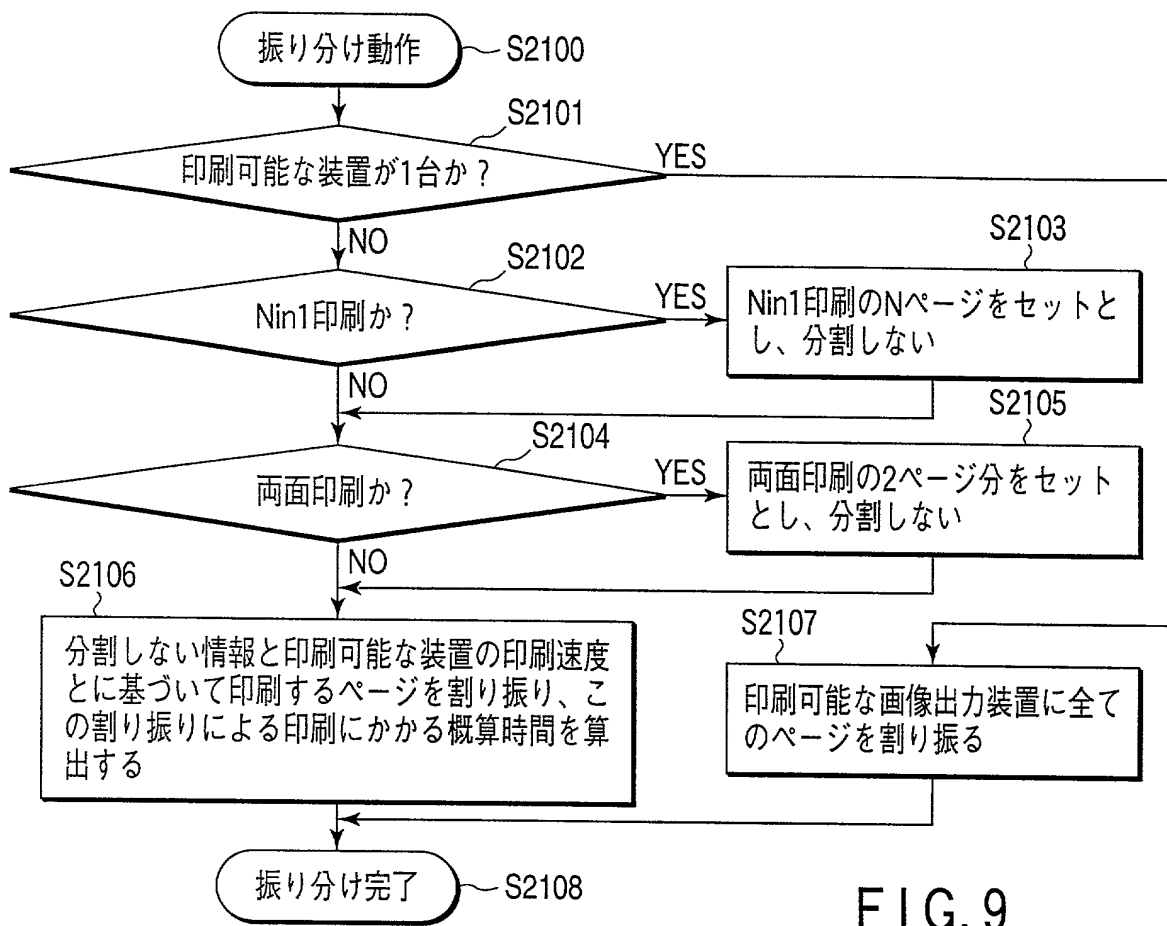 振り分け動作
S2100
S2101
印刷可能な装置が1台か？
YES
NO
S2102
Nin1印刷か？
YES
S2103
Nin1印刷のNページをセットと
し、分割しない
NO
S2104
両面印刷か？
YES
S2105
両面印刷の2ページ分をセット
とし、分割しない
NO
S2106
分割しない情報と印刷可能な装置の印刷速度
とに基づいて印刷するページを割り振り、こ
の割り振りによる印刷にかかる概算時間を算
出する
S2107
印刷可能な画像出力装置に全て
のページを割り振る
振り分け完了
S2108
FIG. 9